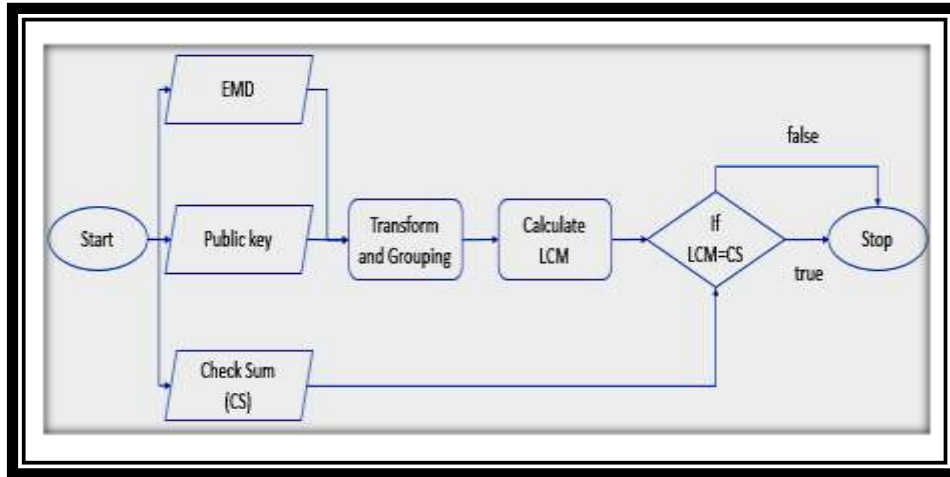 EMD
false
Start
Public key
Transform
and Grouping
Calculate
LCM
If
LCM=CS
Stop
true
Check Sum
(CS)